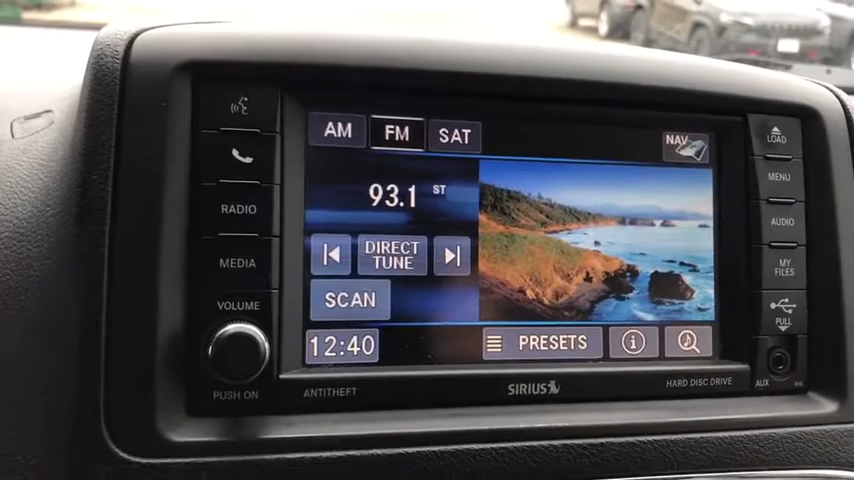 AM FM SAT NAV
93.1 ST
DIRECT
TUNE
SCAN
12:40 PRESETS
RADIO
MEDIA
VOLUME
PUSH ON
ANTITHEFT
SIRIUS
HARD DISC DRIVE
LOAD
MENU
AUDIO
MY
FILES
PULL
AUX